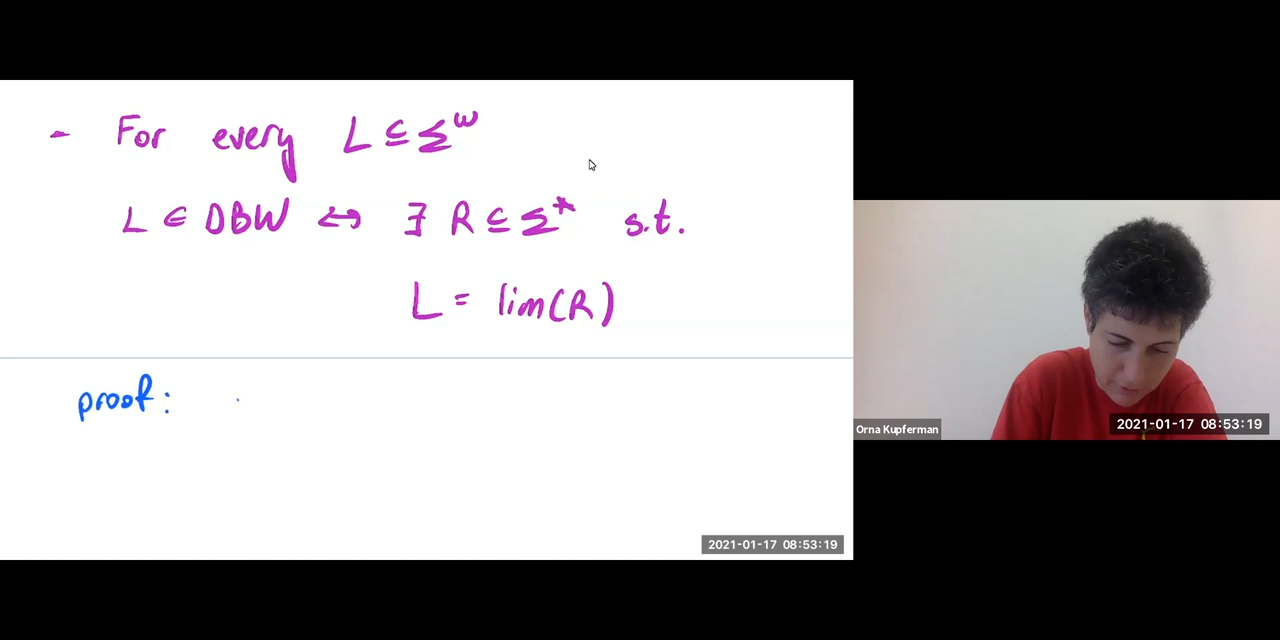 - For every L ⊆ Σ^ω
L ∈ DBW ↔ ∃ R ⊆ Σ* s.t.
L = lim(R)
proof:
Orna Kupferman
2021-01-17 08:53:19
2021-01-17 08:53:19